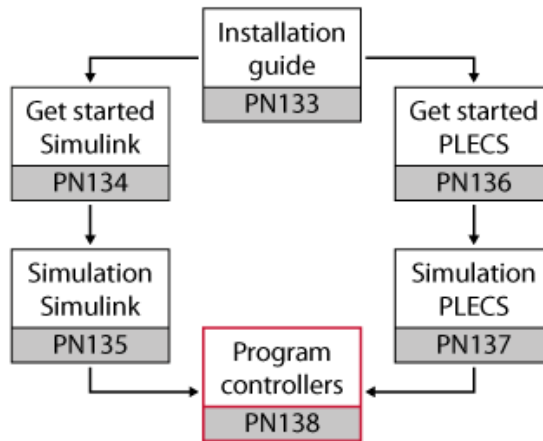 Installation
guide
PN133
Get started
Simulink
PN134
Get started
PLECS
PN136
Simulation
Simulink
PN135
Simulation
PLECS
PN137
Program
controllers
PN138